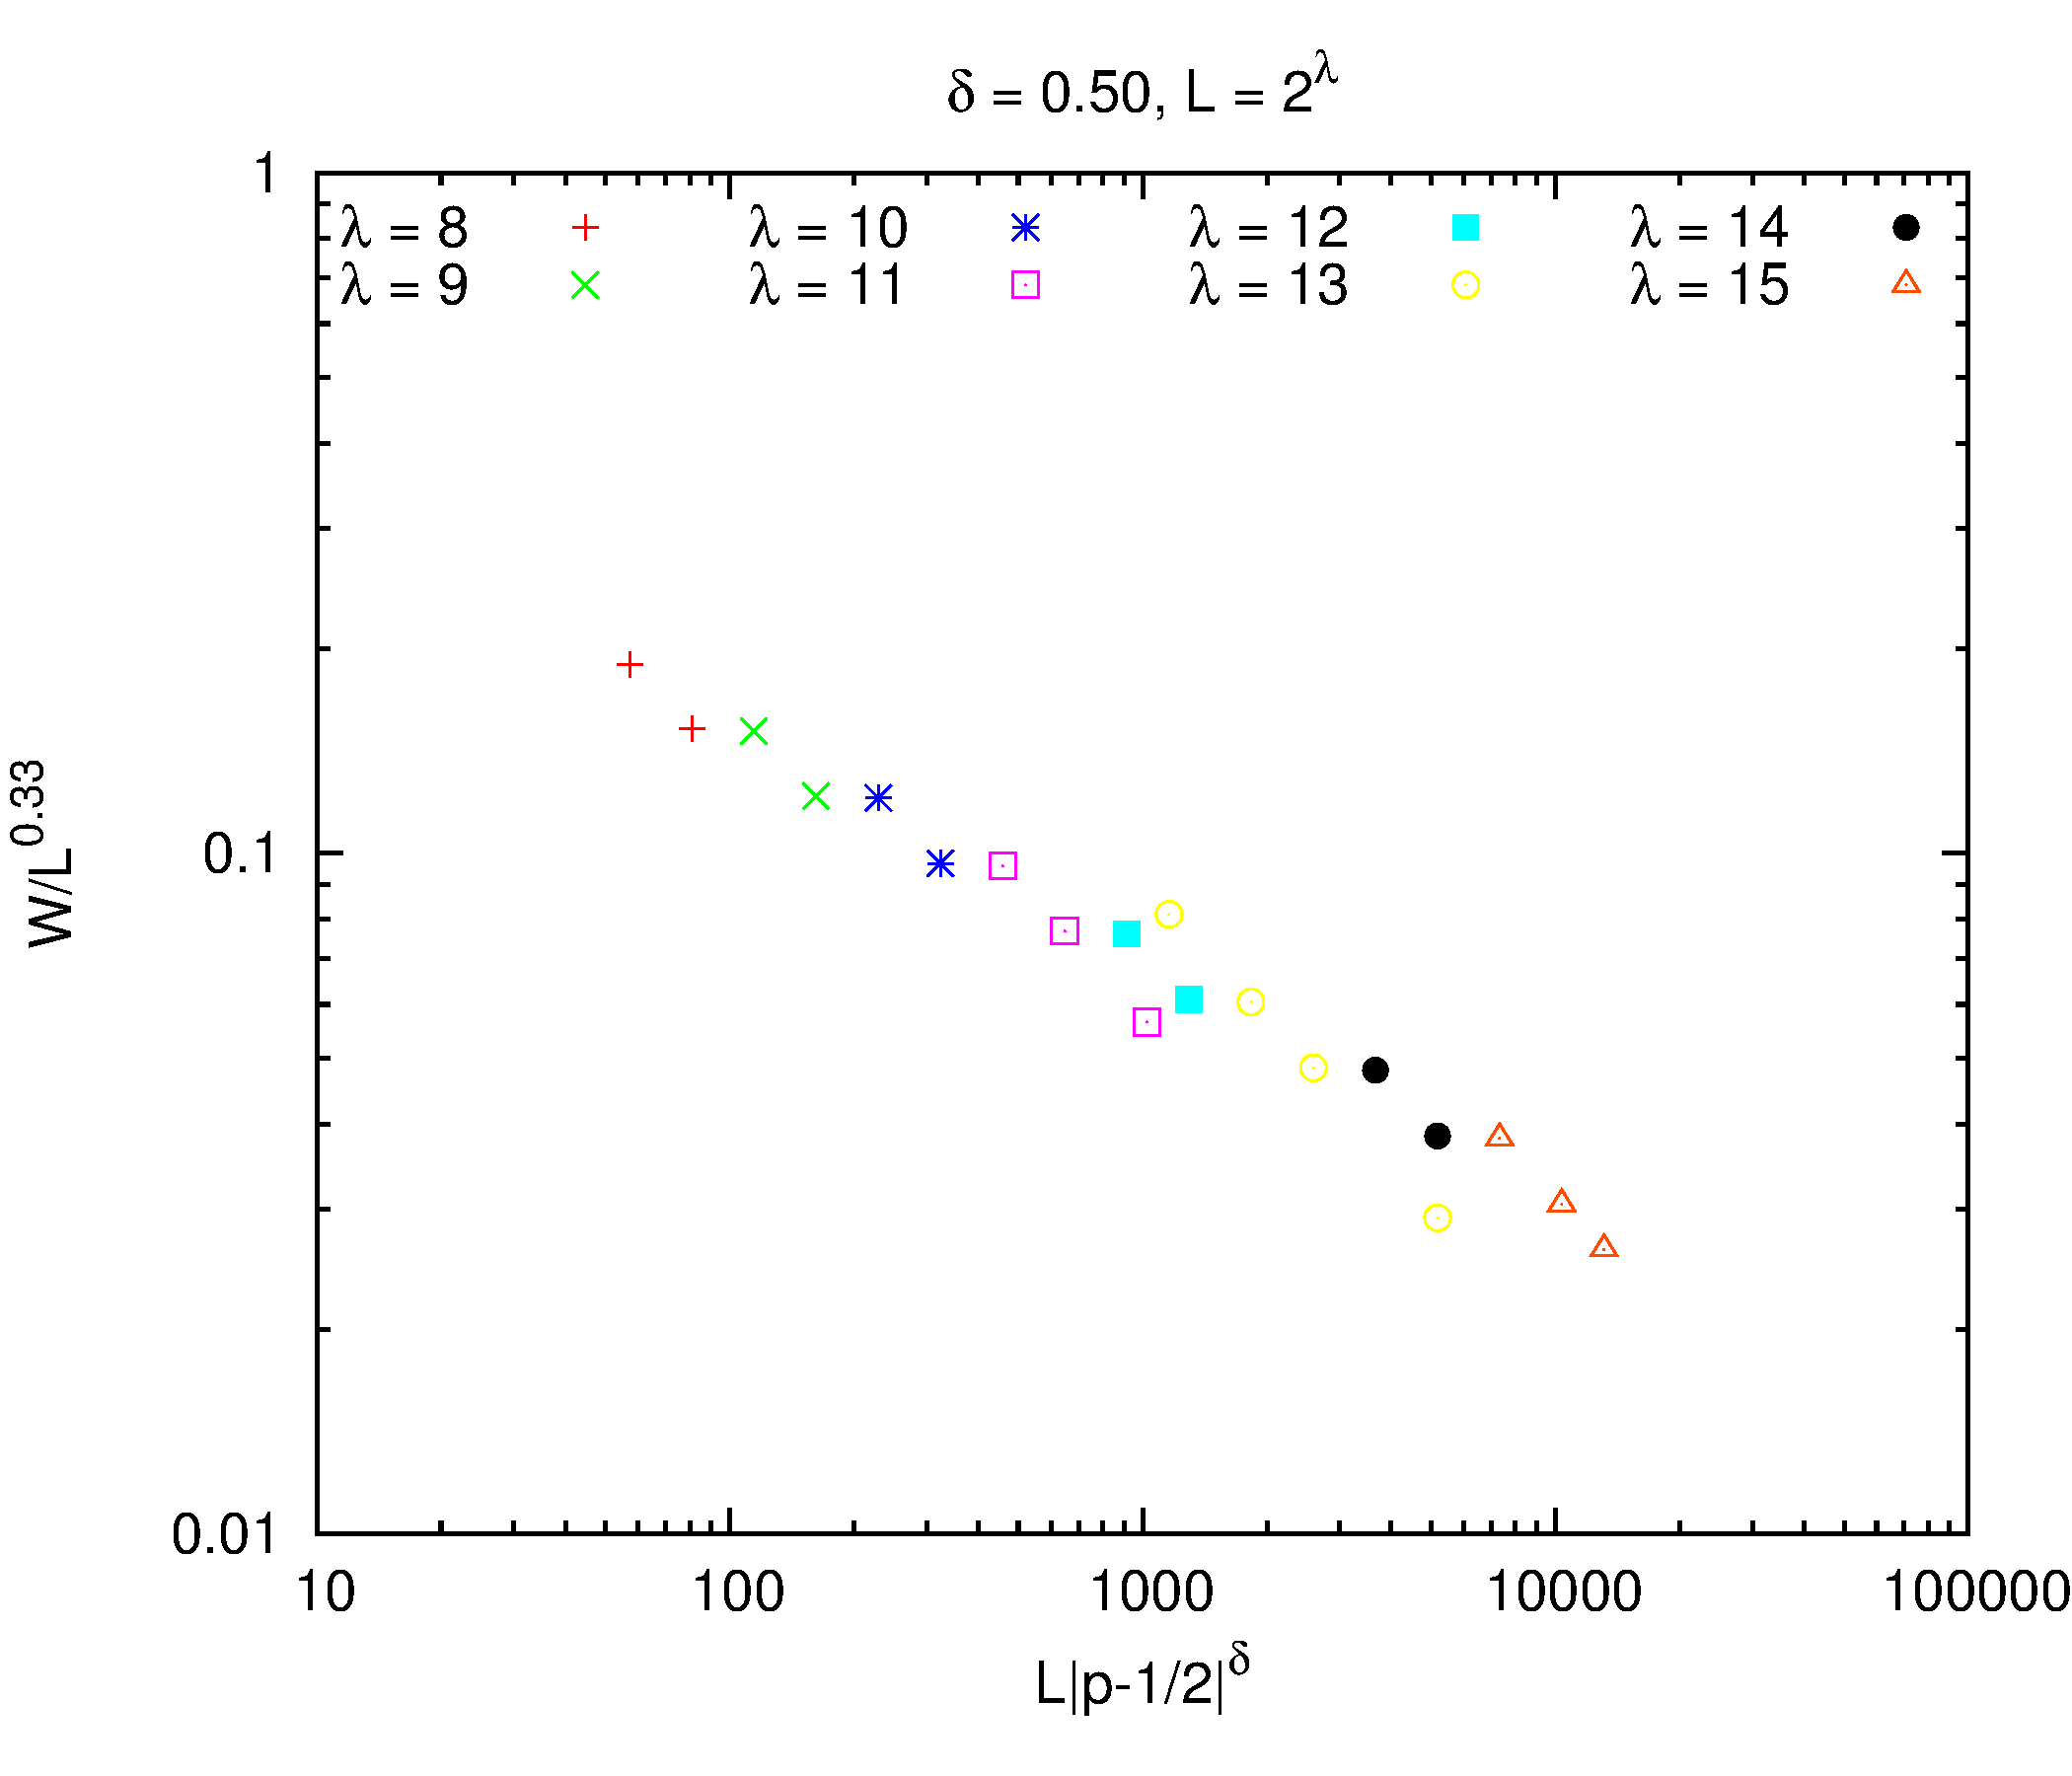 δ = 0.50, L = 2^λ
1
λ = 8 λ = 10 λ = 12 λ = 14
λ = 9 λ = 11 λ = 13 λ = 15
W/L^0.33
0.1
0.01
10 100 1000 10000 100000
L|p-1/2|^δ